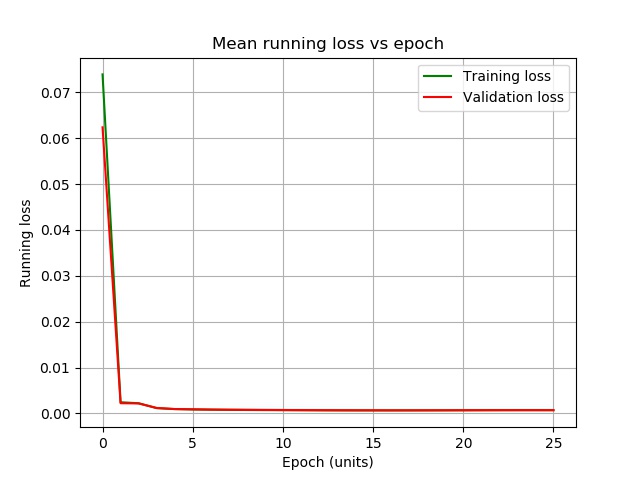 Mean running loss vs epoch
Training loss
Validation loss
0.07
0.06
0.05
0.04
0.03
0.02
0.01
0.00
Running loss
0 5 10 15 20 25
Epoch (units)